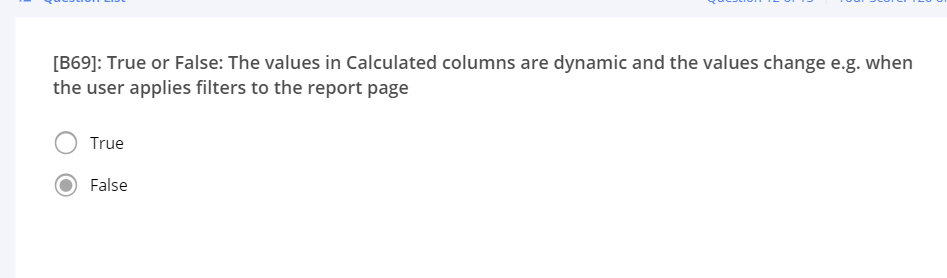 [B69]: True or False: The values in Calculated columns are dynamic and the values change e.g. when
the user applies filters to the report page
True
False